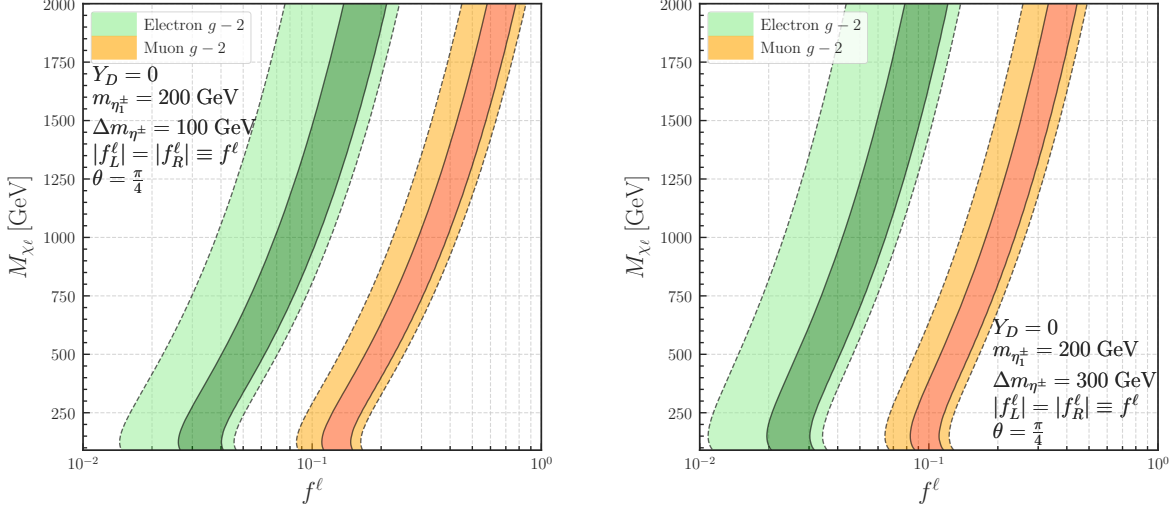 2000
1750
1500
1250
1000
750
500
250
M_{χ_ℓ} [GeV]
Electron g − 2
Muon g − 2
Y_D = 0
m_{η_1^±} = 200 GeV
Δm_{η^±} = 100 GeV
|f_L^ℓ| = |f_R^ℓ| ≡ f^ℓ
θ = π/4
10^{−2}
10^{−1}
10^0
f^ℓ
2000
1750
1500
1250
1000
750
500
250
M_{χ_ℓ} [GeV]
Electron g − 2
Muon g − 2
Y_D = 0
m_{η_1^±} = 200 GeV
Δm_{η^±} = 300 GeV
|f_L^ℓ| = |f_R^ℓ| ≡ f^ℓ
θ = π/4
10^{−2}
10^{−1}
10^0
f^ℓ